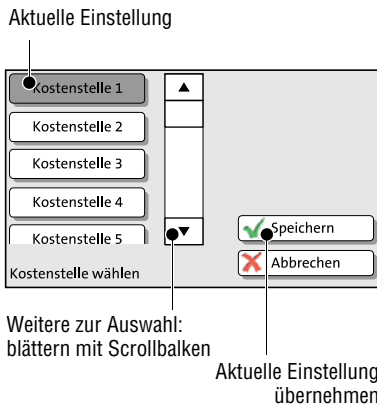 Aktuelle Einstellung
Kostenstelle 1
Kostenstelle 2
Kostenstelle 3
Kostenstelle 4
Kostenstelle 5
Speichern
Abbrechen
Kostenstelle wählen
Weitere zur Auswahl:
blättern mit Scrollbalken
Aktuelle Einstellung
übernehmen